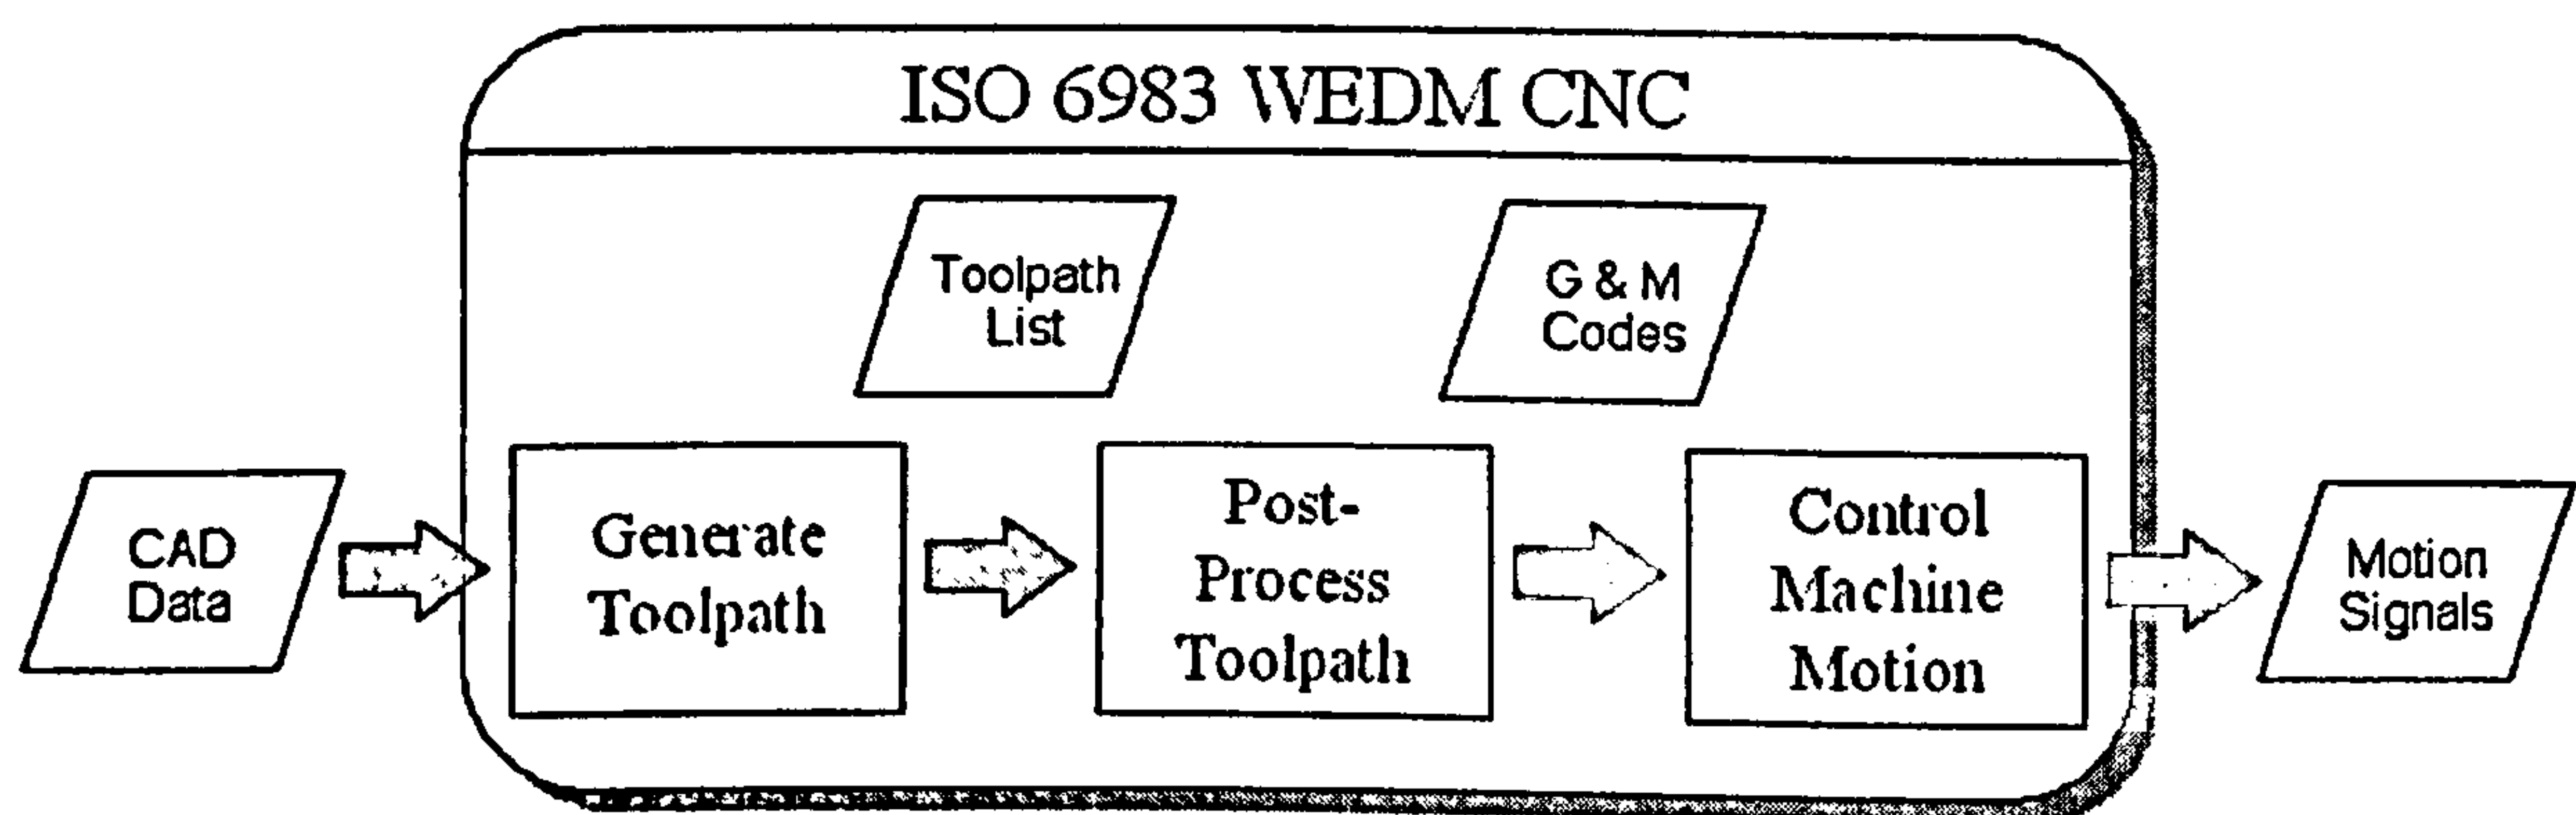 ISO 6983 WEDM CNC
Toolpath
List
G & M
Codes
CAD
Data
Generate
Toolpath
Post-
Process
Toolpath
Control
Machine
Motion
Motion
Signals